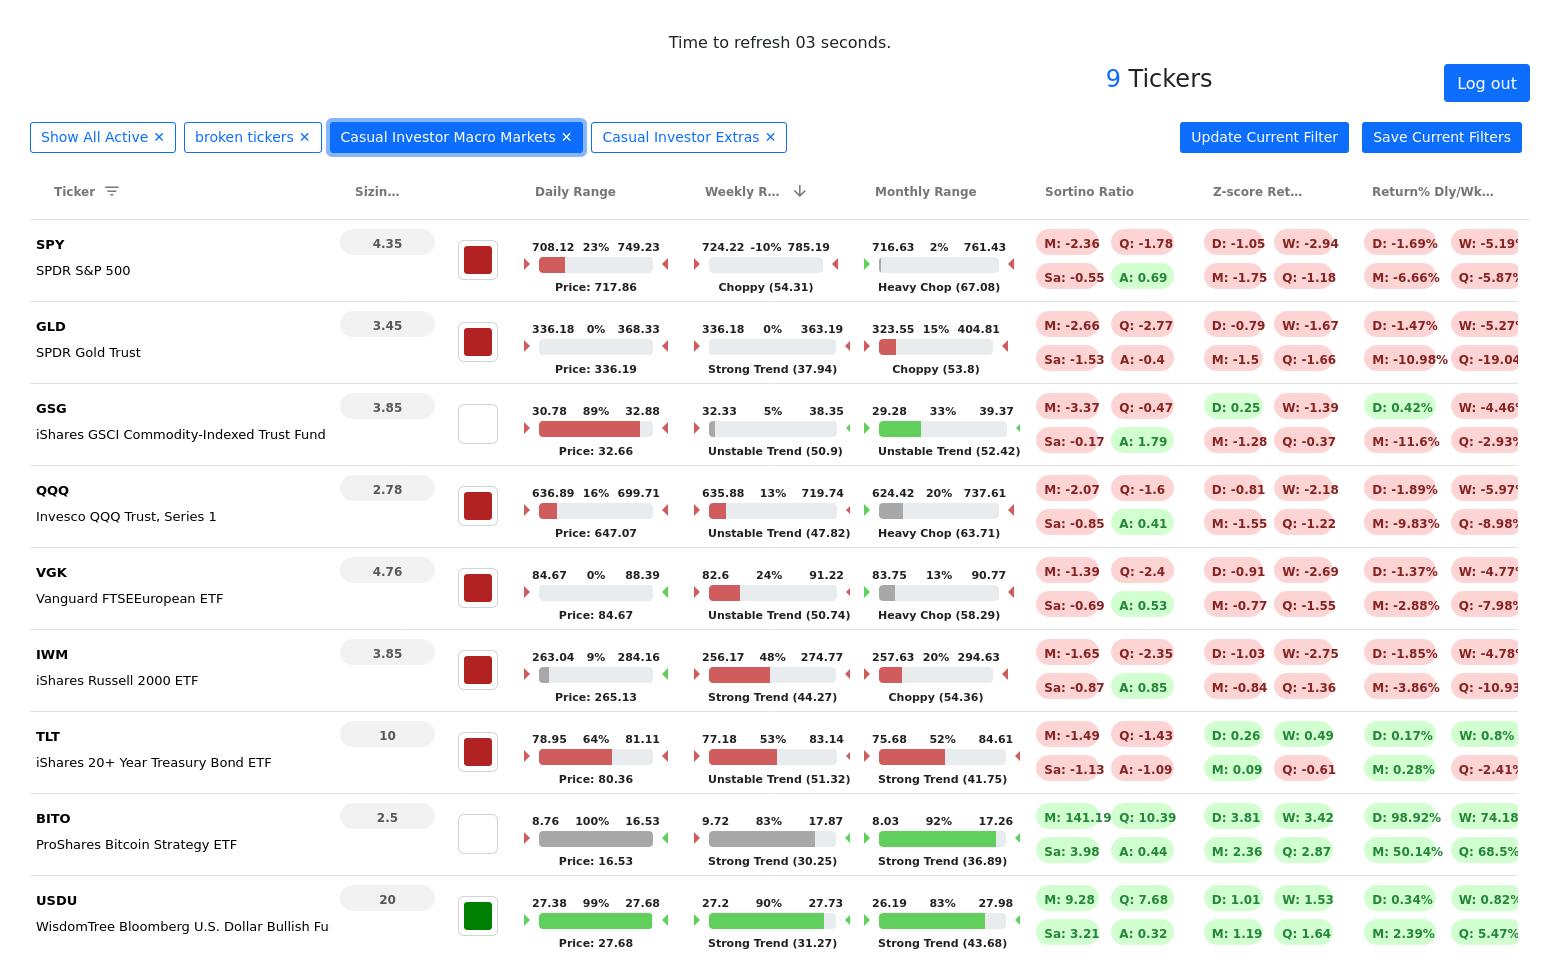 Time to refresh 03 seconds.
9 Tickers
Log out
Show All Active ✕ broken tickers ✕ Casual Investor Macro Markets ✕ Casual Investor Extras ✕ Update Current Filter Save Current Filters
Ticker Sizin... Daily Range Weekly R... Monthly Range Sortino Ratio Z-score Ret... Return% Dly/Wk...
SPY 4.35 708.12 23% 749.23 724.22 -10% 785.19 716.63 2% 761.43 M: -2.36 Q: -1.78 D: -1.05 W: -2.94 D: -1.69% W: -5.19%
SPDR S&P 500 Price: 717.86 Choppy (54.31) Heavy Chop (67.08) Sa: -0.55 A: 0.69 M: -1.75 Q: -1.18 M: -6.66% Q: -5.87%
GLD 3.45 336.18 0% 368.33 336.18 0% 363.19 323.55 15% 404.81 M: -2.66 Q: -2.77 D: -0.79 W: -1.67 D: -1.47% W: -5.27%
SPDR Gold Trust Price: 336.19 Strong Trend (37.94) Choppy (53.8) Sa: -1.53 A: -0.4 M: -1.5 Q: -1.66 M: -10.98% Q: -19.04
GSG 3.85 30.78 89% 32.88 32.33 5% 38.35 29.28 33% 39.37 M: -3.37 Q: -0.47 D: 0.25 W: -1.39 D: 0.42% W: -4.46%
iShares GSCI Commodity-Indexed Trust Fund Price: 32.66 Unstable Trend (50.9) Unstable Trend (52.42) Sa: -0.17 A: 1.79 M: -1.28 Q: -0.37 M: -11.6% Q: -2.93%
QQQ 2.78 636.89 16% 699.71 635.88 13% 719.74 624.42 20% 737.61 M: -2.07 Q: -1.6 D: -0.81 W: -2.18 D: -1.89% W: -5.97%
Invesco QQQ Trust, Series 1 Price: 647.07 Unstable Trend (47.82) Heavy Chop (63.71) Sa: -0.85 A: 0.41 M: -1.55 Q: -1.22 M: -9.83% Q: -8.98%
VGK 4.76 84.67 0% 88.39 82.6 24% 91.22 83.75 13% 90.77 M: -1.39 Q: -2.4 D: -0.91 W: -2.69 D: -1.37% W: -4.77%
Vanguard FTSEEuropean ETF Price: 84.67 Unstable Trend (50.74) Heavy Chop (58.29) Sa: -0.69 A: 0.53 M: -0.77 Q: -1.55 M: -2.88% Q: -7.98%
IWM 3.85 263.04 9% 284.16 256.17 48% 274.77 257.63 20% 294.63 M: -1.65 Q: -2.35 D: -1.03 W: -2.75 D: -1.85% W: -4.78%
iShares Russell 2000 ETF Price: 265.13 Strong Trend (44.27) Choppy (54.36) Sa: -0.87 A: 0.85 M: -0.84 Q: -1.36 M: -3.86% Q: -10.93
TLT 10 78.95 64% 81.11 77.18 53% 83.14 75.68 52% 84.61 M: -1.49 Q: -1.43 D: 0.26 W: 0.49 D: 0.17% W: 0.8%
iShares 20+ Year Treasury Bond ETF Price: 80.36 Unstable Trend (51.32) Strong Trend (41.75) Sa: -1.13 A: -1.09 M: 0.09 Q: -0.61 M: 0.28% Q: -2.41%
BITO 2.5 8.76 100% 16.53 9.72 83% 17.87 8.03 92% 17.26 M: 141.19 Q: 10.39 D: 3.81 W: 3.42 D: 98.92% W: 74.18
ProShares Bitcoin Strategy ETF Price: 16.53 Strong Trend (30.25) Strong Trend (36.89) Sa: 3.98 A: 0.44 M: 2.36 Q: 2.87 M: 50.14% Q: 68.5%
USDU 20 27.38 99% 27.68 27.2 90% 27.73 26.19 83% 27.98 M: 9.28 Q: 7.68 D: 1.01 W: 1.53 D: 0.34% W: 0.82%
WisdomTree Bloomberg U.S. Dollar Bullish Fu Price: 27.68 Strong Trend (31.27) Strong Trend (43.68) Sa: 3.21 A: 0.32 M: 1.19 Q: 1.64 M: 2.39% Q: 5.47%